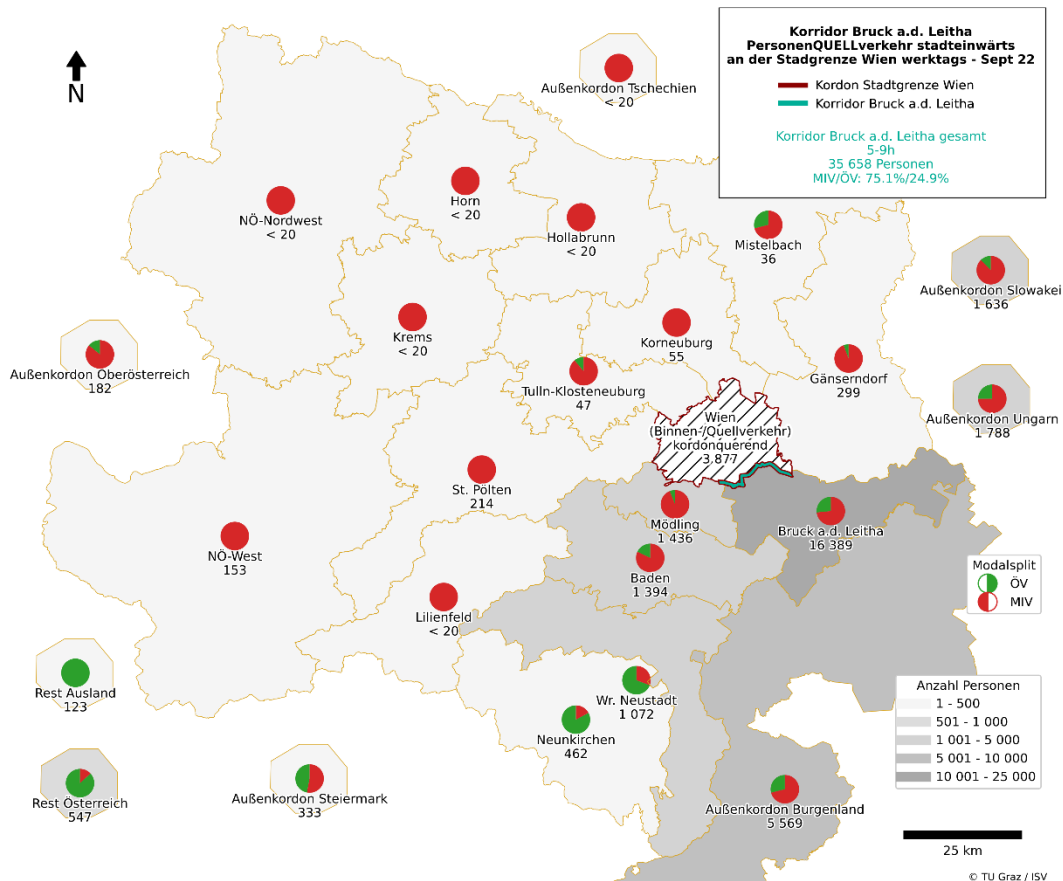 Korridor Bruck a.d. Leitha
PersonenQUELLverkehr stadteinwärts
an der Stadgrenze Wien werktags - Sept 22
Kordon Stadtgrenze Wien
Korridor Bruck a.d. Leitha
Korridor Bruck a.d. Leitha gesamt
5-9h
35 658 Personen
MIV/ÖV: 75.1%/24.9%
N
Außenkordon Tschechien
< 20
NÖ-Nordwest
< 20
Horn
< 20
Hollabrunn
< 20
Mistelbach
36
Außenkordon Slowakei
1 636
Krems
< 20
Korneuburg
55
Außenkordon Oberösterreich
182
Tulln-Klosteneuburg
47
Gänserndorf
299
Außenkordon Ungarn
1 788
Wien
(Binnen-/Quellverkehr)
kordonquerend
3 877
St. Pölten
214
Mödling
1 436
Bruck a.d. Leitha
16 389
NÖ-West
153
Baden
1 394
Modalsplit
ÖV
MIV
Lilienfeld
< 20
Rest Ausland
123
Wr. Neustadt
1 072
Neunkirchen
462
Anzahl Personen
1 - 500
501 - 1 000
1 001 - 5 000
5 001 - 10 000
10 001 - 25 000
Rest Österreich
547
Außenkordon Steiermark
333
Außenkordon Burgenland
5 569
25 km
© TU Graz / ISV